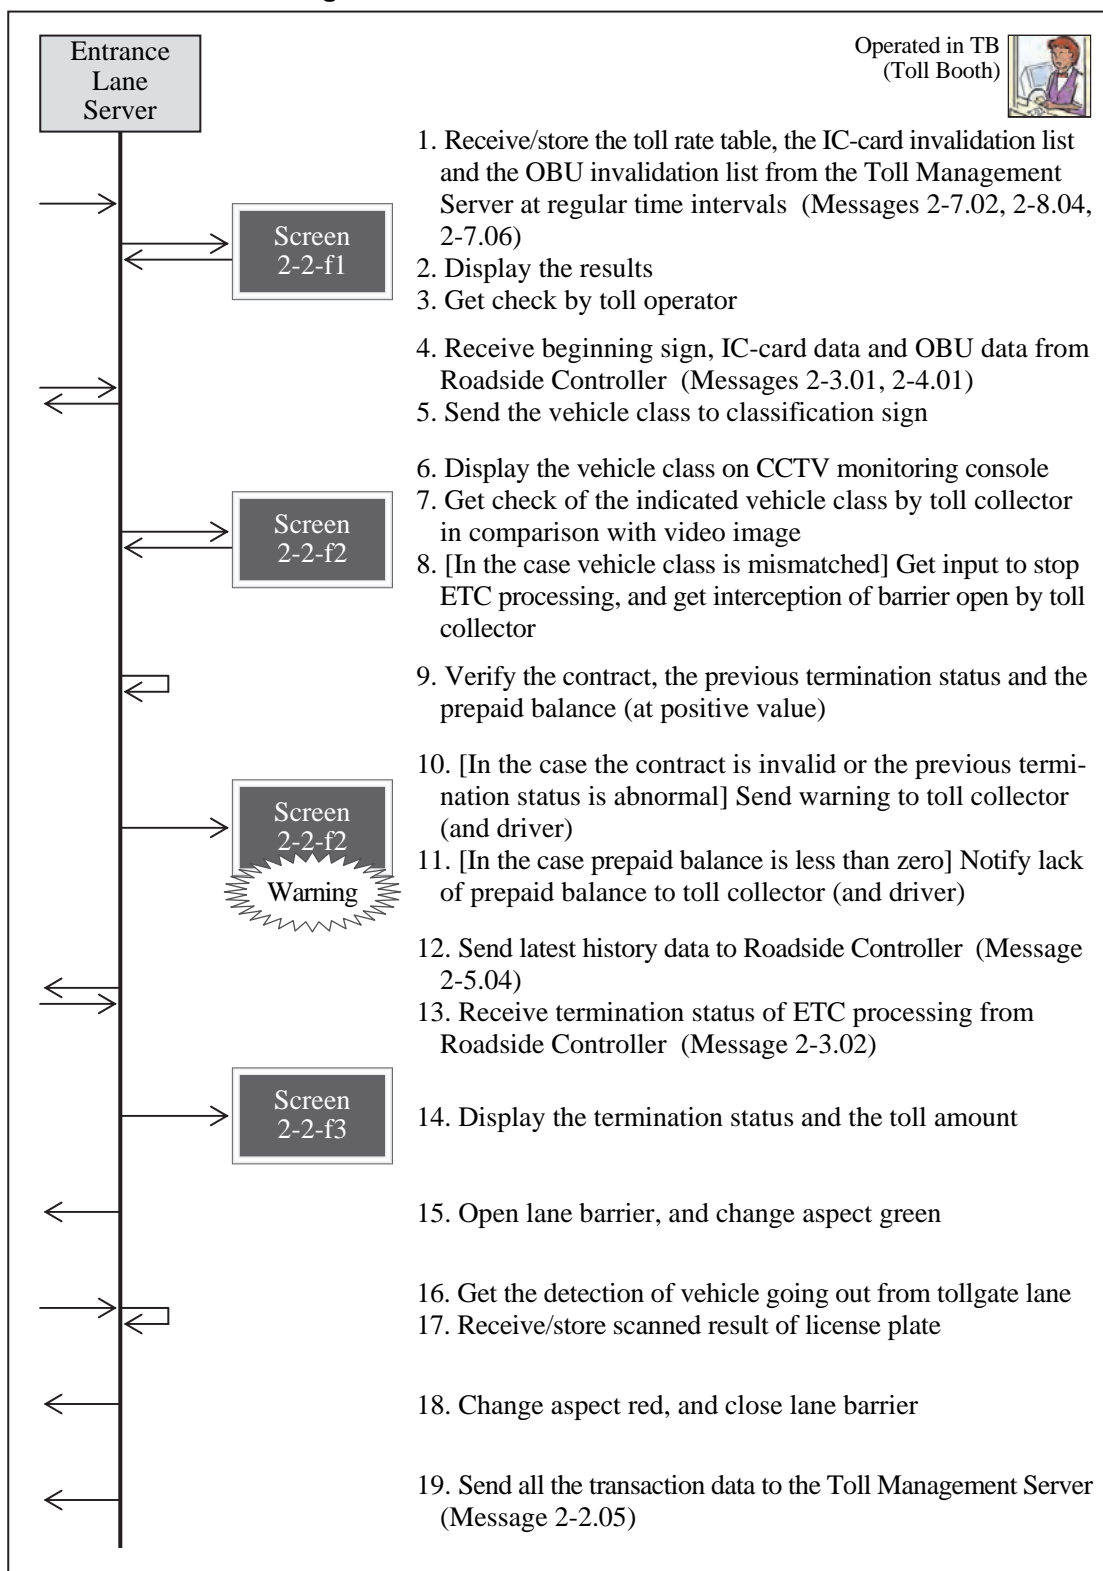 Entrance
Lane
Server
Operated in TB
(Toll Booth)
1. Receive/store the toll rate table, the IC-card invalidation list
and the OBU invalidation list from the Toll Management
Server at regular time intervals (Messages 2-7.02, 2-8.04,
2-7.06)
Screen
2-2-f1
2. Display the results
3. Get check by toll operator
4. Receive beginning sign, IC-card data and OBU data from
Roadside Controller (Messages 2-3.01, 2-4.01)
5. Send the vehicle class to classification sign
6. Display the vehicle class on CCTV monitoring console
7. Get check of the indicated vehicle class by toll collector
in comparison with video image
Screen
2-2-f2
8. [In the case vehicle class is mismatched] Get input to stop
ETC processing, and get interception of barrier open by toll
collector
9. Verify the contract, the previous termination status and the
prepaid balance (at positive value)
10. [In the case the contract is invalid or the previous termi-
nation status is abnormal] Send warning to toll collector
(and driver)
Screen
2-2-f2
Warning
11. [In the case prepaid balance is less than zero] Notify lack
of prepaid balance to toll collector (and driver)
12. Send latest history data to Roadside Controller (Message
2-5.04)
13. Receive termination status of ETC processing from
Roadside Controller (Message 2-3.02)
Screen
2-2-f3
14. Display the termination status and the toll amount
15. Open lane barrier, and change aspect green
16. Get the detection of vehicle going out from tollgate lane
17. Receive/store scanned result of license plate
18. Change aspect red, and close lane barrier
19. Send all the transaction data to the Toll Management Server
(Message 2-2.05)